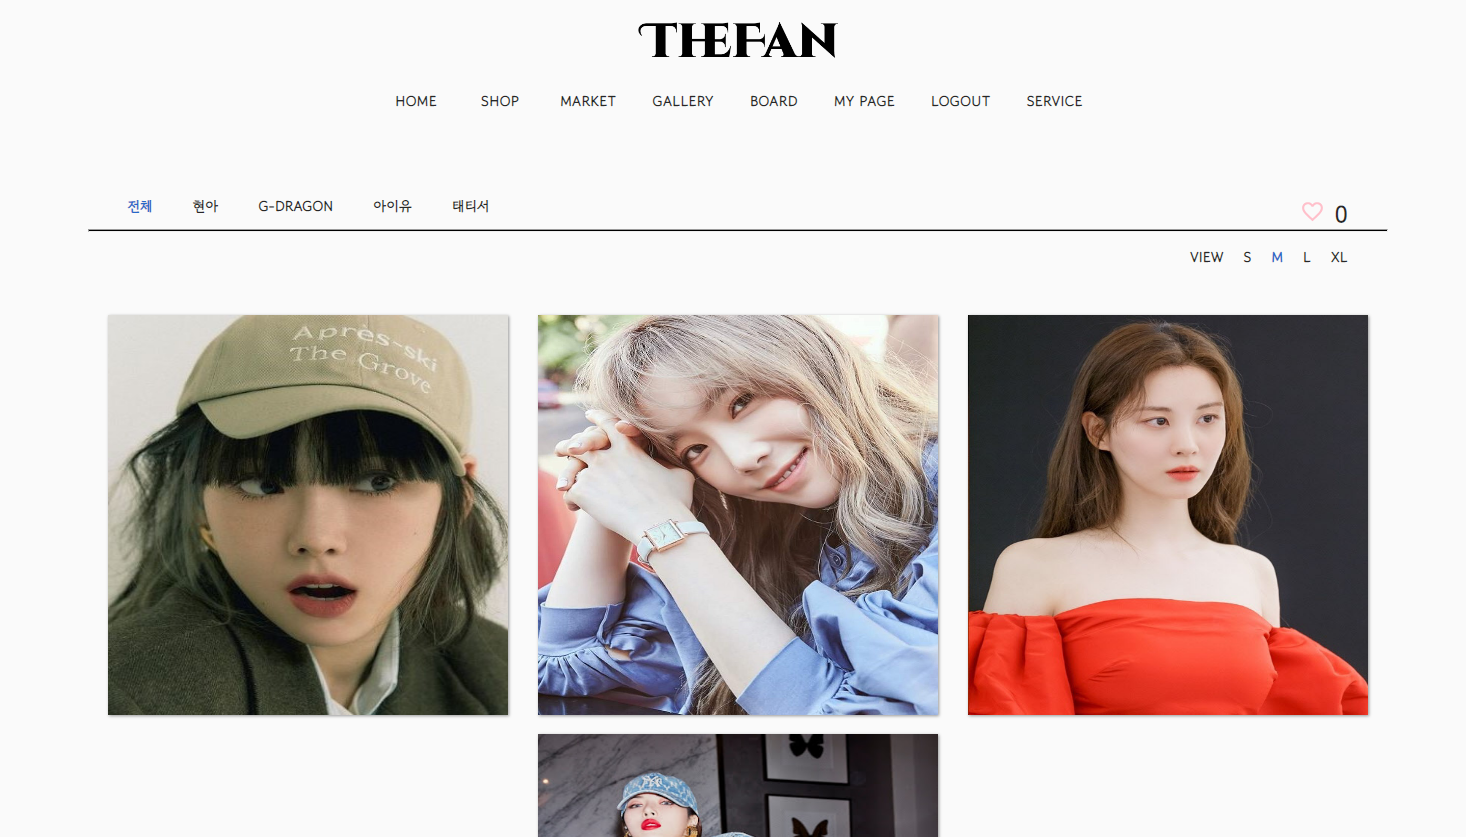 THEFAN
HOME SHOP MARKET GALLERY BOARD MY PAGE LOGOUT SERVICE
전체 현아 G-DRAGON 아이유 태티서
0
VIEW S M L XL
Après-ski
The Grove